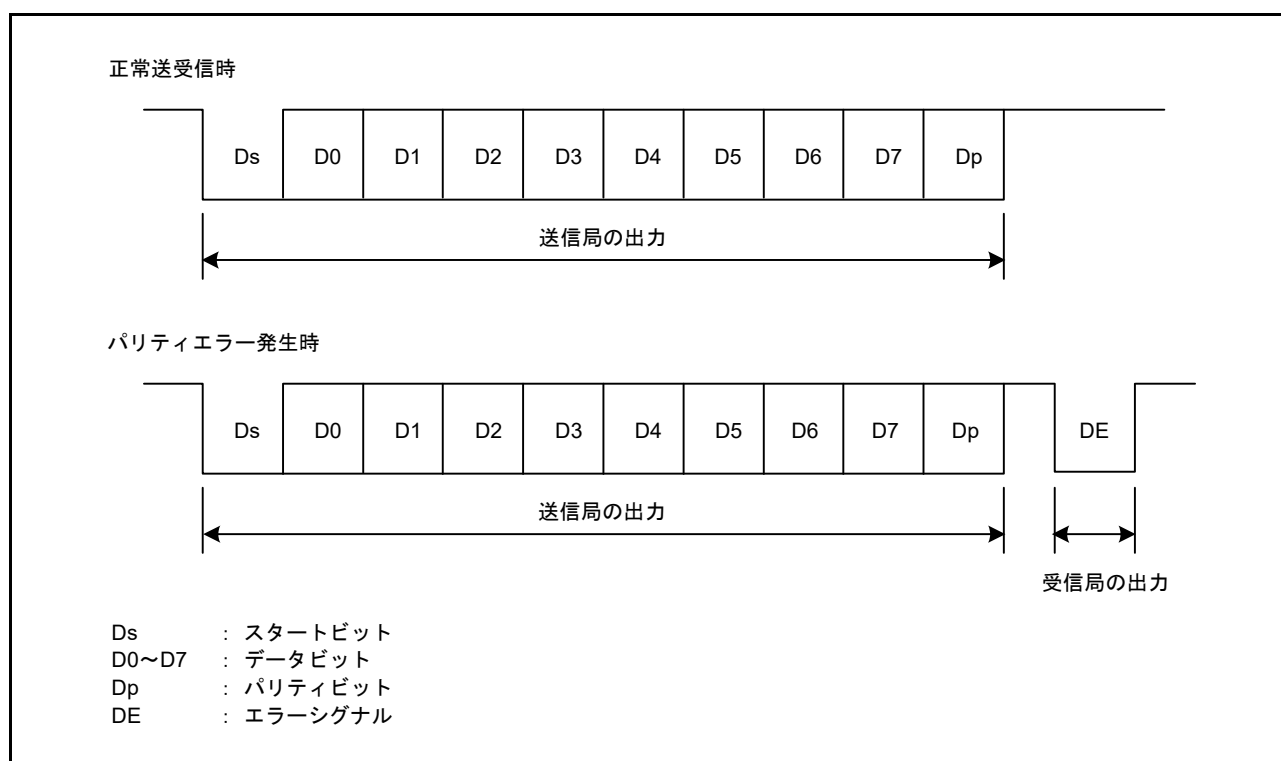 正常送受信時
Ds D0 D1 D2 D3 D4 D5 D6 D7 Dp
送信局の出力
パリティエラー発生時
Ds D0 D1 D2 D3 D4 D5 D6 D7 Dp DE
送信局の出力
受信局の出力
Ds : スタートビット
D0～D7 : データビット
Dp : パリティビット
DE : エラーシグナル